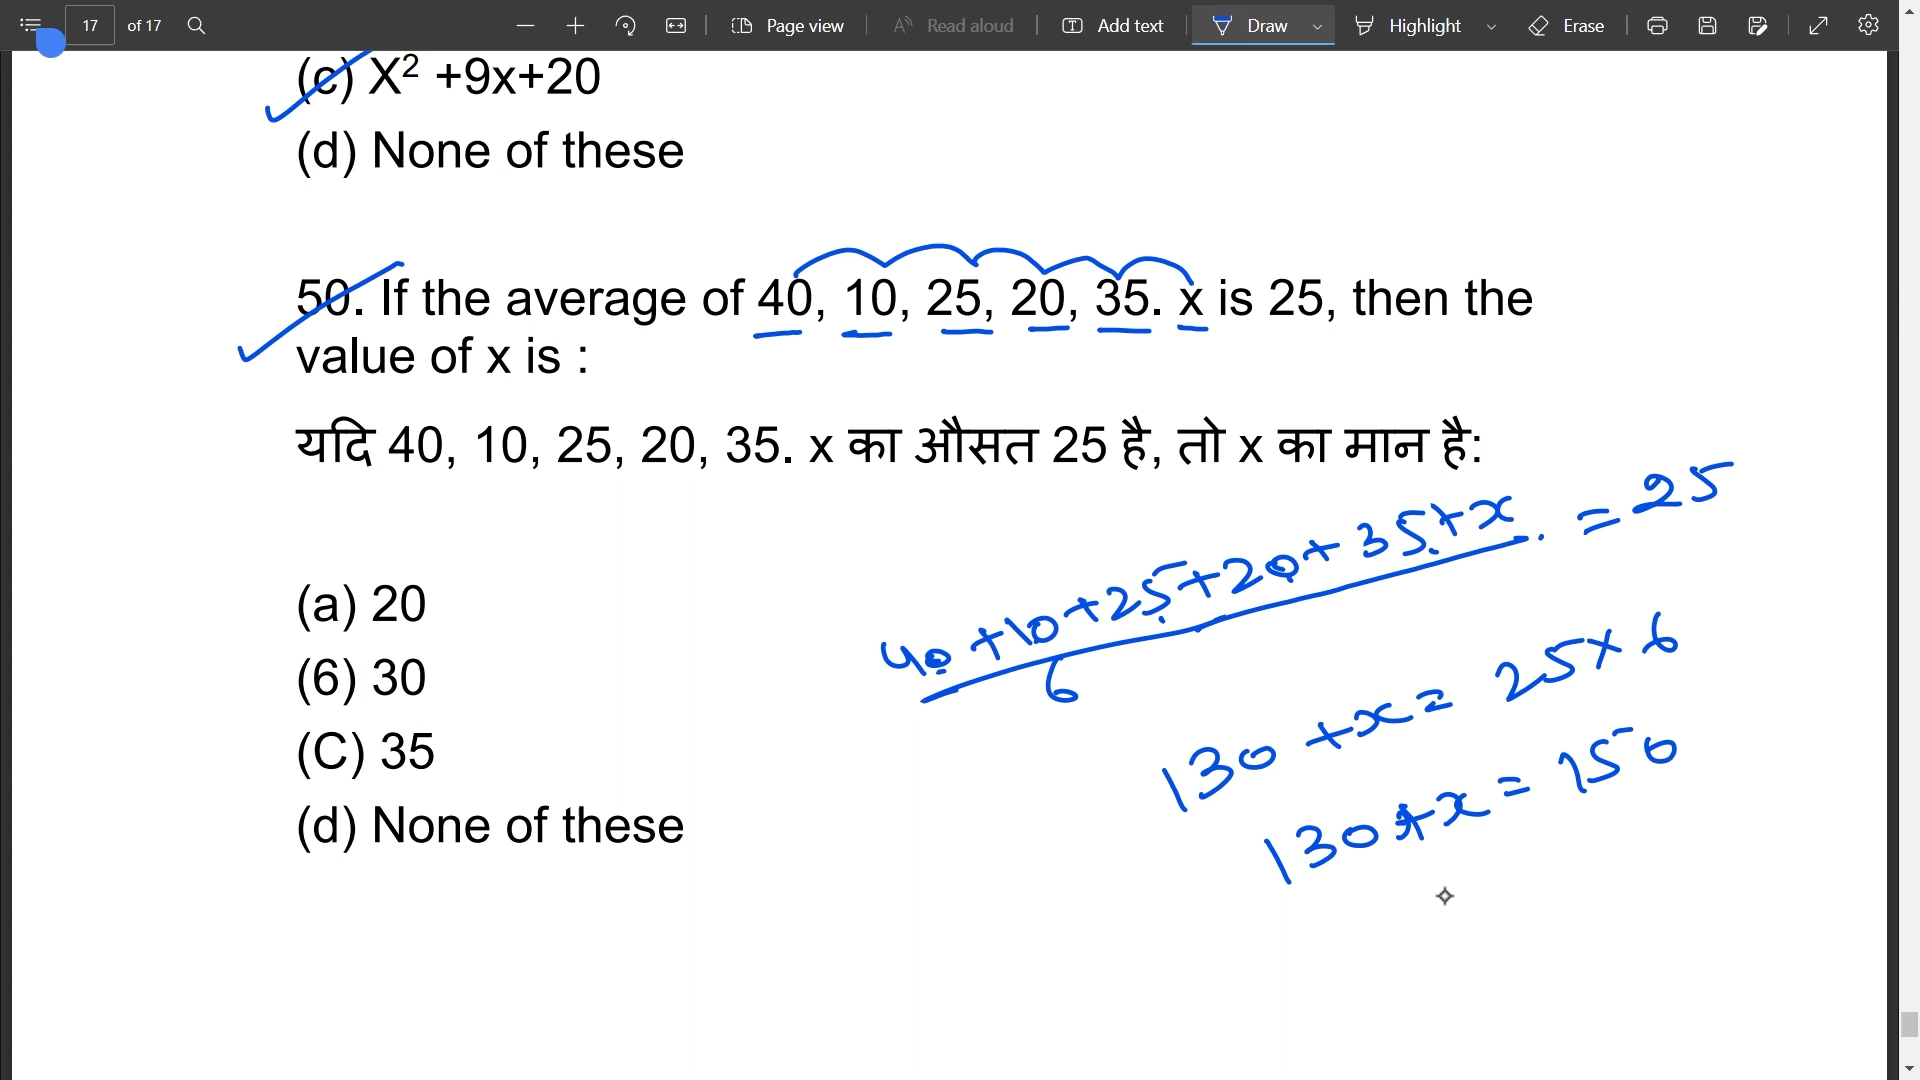 17 of 17 Page view Read aloud Add text Draw Highlight Erase
(c) X² +9x+20
(d) None of these
50. If the average of 40, 10, 25, 20, 35. x is 25, then the
value of x is :
यदि 40, 10, 25, 20, 35. x का औसत 25 है, तो x का मान है:
(a) 20
(6) 30
(C) 35
(d) None of these
40+10+25+20+35+x = 25
6
130 +x= 25x6
130+x = 150